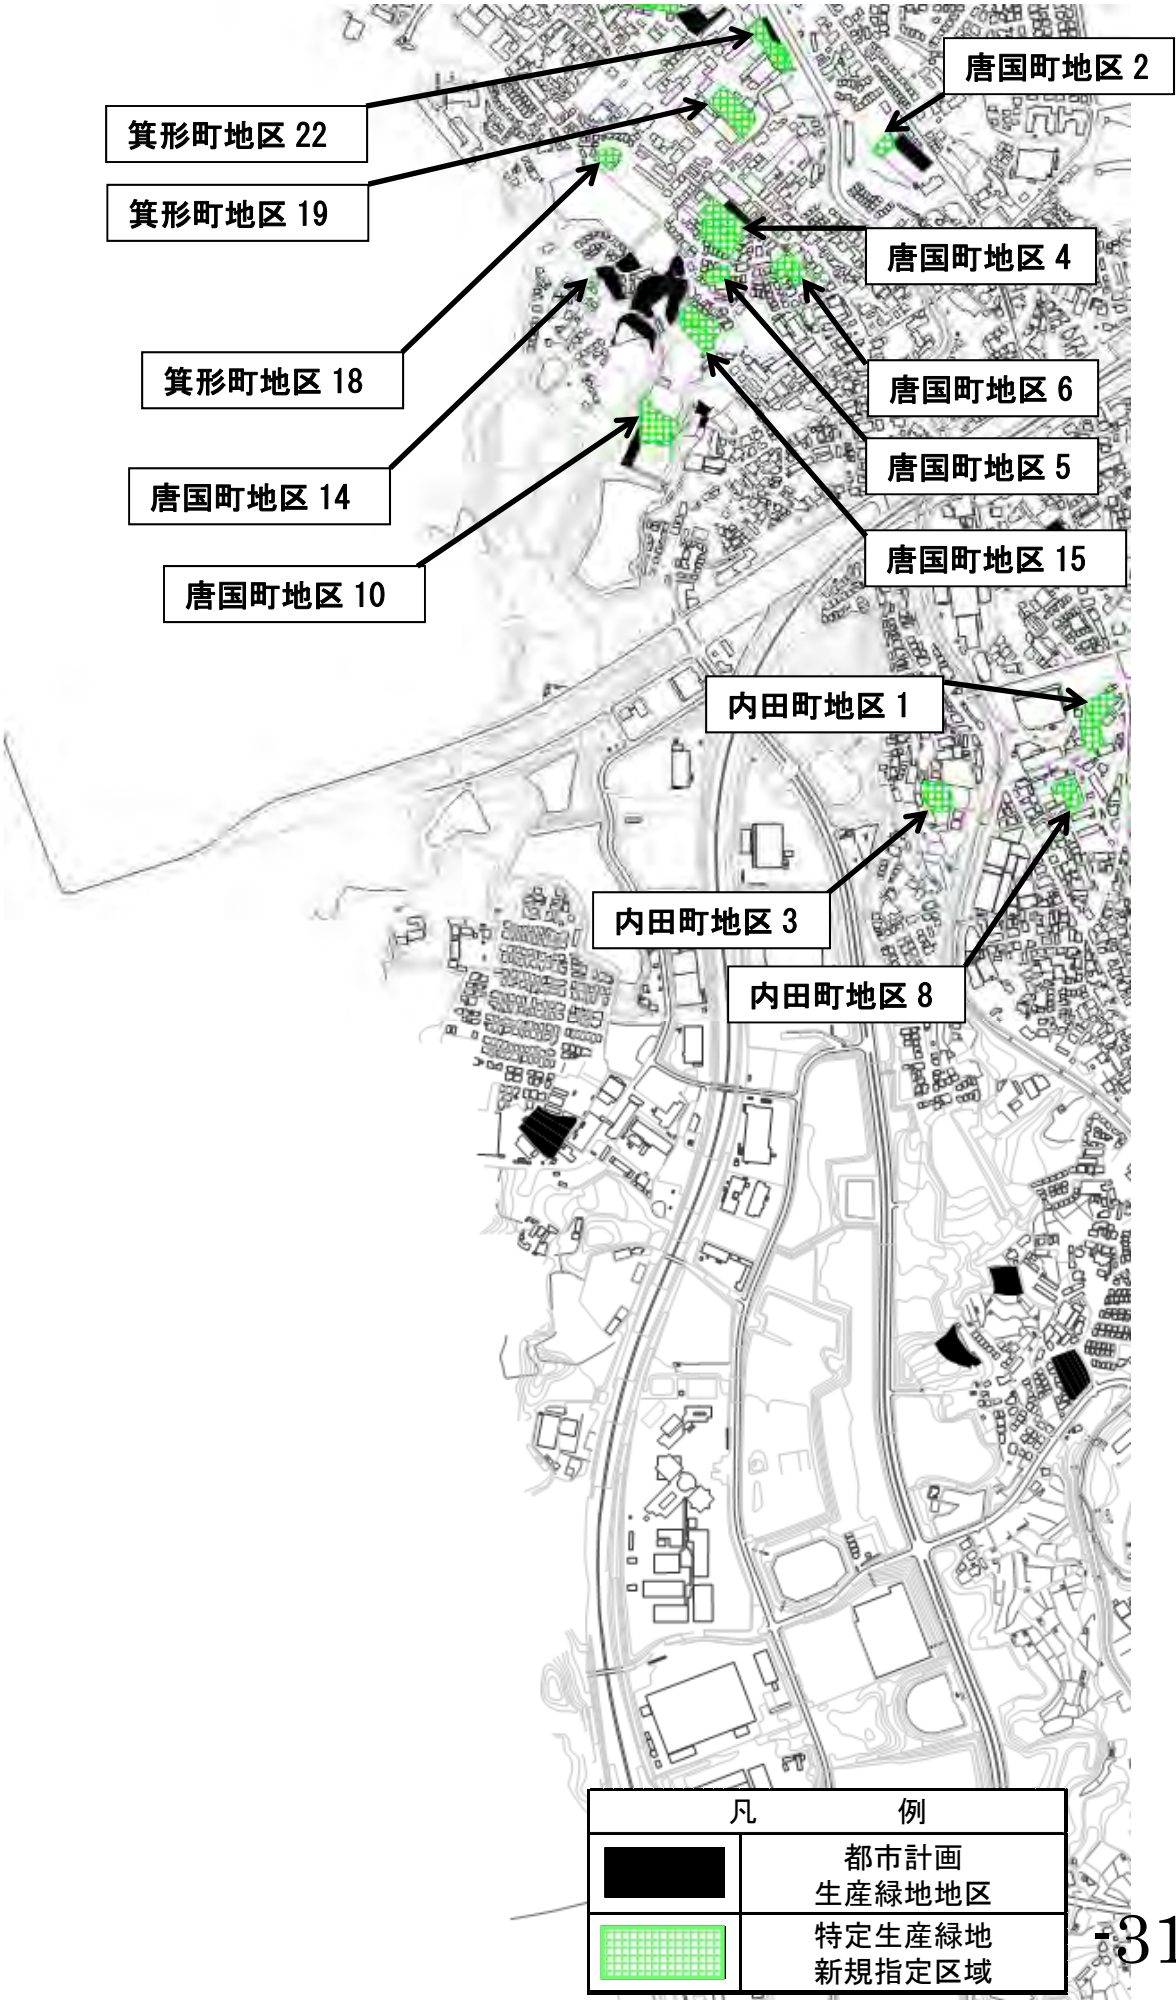 唐国町地区 2
箕形町地区 22
箕形町地区 19
唐国町地区 4
箕形町地区 18
唐国町地区 6
唐国町地区 5
唐国町地区 14
唐国町地区 15
唐国町地区 10
内田町地区 1
内田町地区 3
内田町地区 8
凡 例
都市計画
生産緑地地区
特定生産緑地
新規指定区域
-31